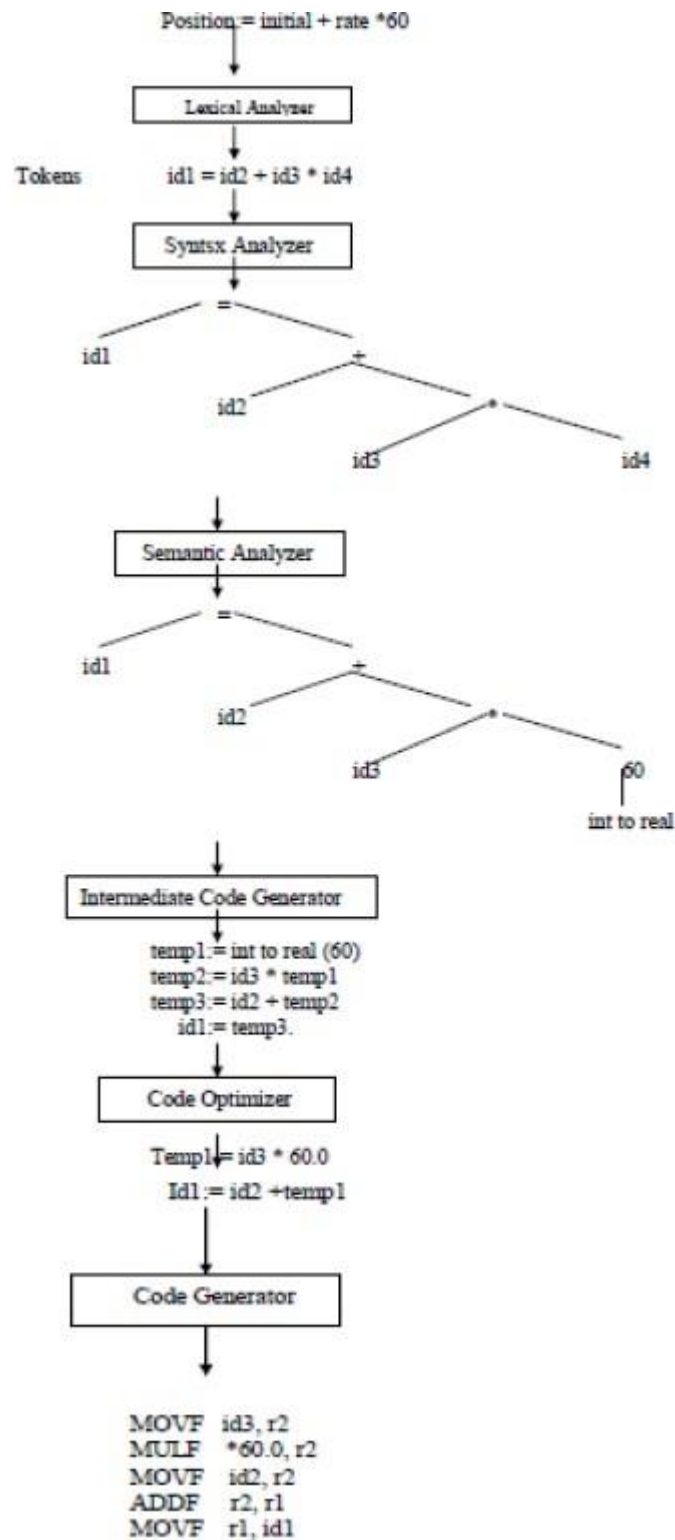 Position:= initial + rate *60
Lexical Analyzer
Tokens id1 = id2 + id3 * id4
Syntsx Analyzer
=
id1
+
id2
*
id3 id4
Semantic Analyzer
=
id1
+
id2
*
id3 60
int to real
Intermediate Code Generator
temp1:= int to real (60)
temp2:= id3 * temp1
temp3:= id2 + temp2
id1:= temp3.
Code Optimizer
Temp1:= id3 * 60.0
Id1:= id2 +temp1
Code Generator
MOVF id3, r2
MULF *60.0, r2
MOVF id2, r2
ADDF r2, r1
MOVF r1, id1